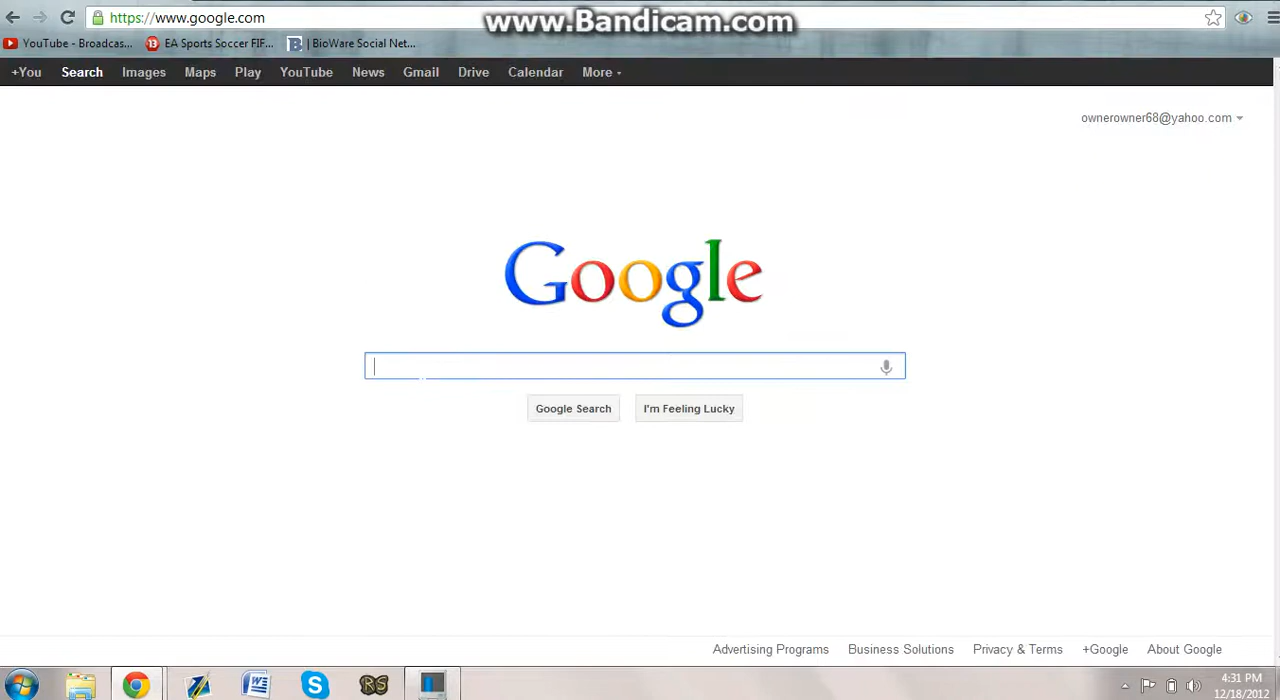 https://www.google.com
www.Bandicam.com
YouTube - Broadcas...
13
EA Sports Soccer FIF...
B
| BioWare Social Net...
+You
Search
Images
Maps
Play
YouTube
News
Gmail
Drive
Calendar
More
ownerowner68@yahoo.com
Google
Google Search
I'm Feeling Lucky
Advertising Programs
Business Solutions
Privacy & Terms
+Google
About Google
W
S
RS
4:31 PM
12/18/2012